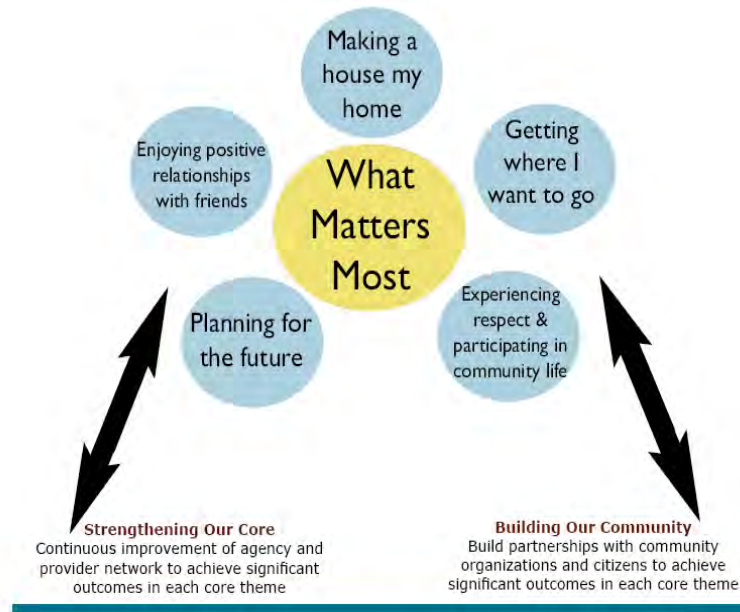 Making a
house my
home
Enjoying positive
relationships
with friends
Getting
where I
want to go
What
Matters
Most
Planning for
the future
Experiencing
respect &
participating in
community life
Strengthening Our Core
Continuous improvement of agency and
provider network to achieve significant
outcomes in each core theme
Building Our Community
Build partnerships with community
organizations and citizens to achieve
significant outcomes in each core theme